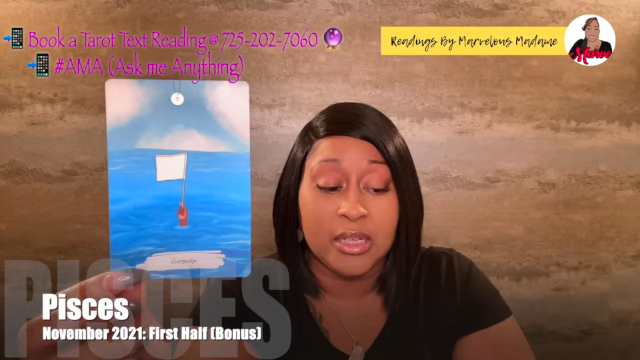 Book a Tarot Text Reading @ 725-202-7060
#AMA (Ask me Anything)
Readings By Marvelous Madame
Surrender
PISCES
Pisces
November 2021: First Half (Bonus)